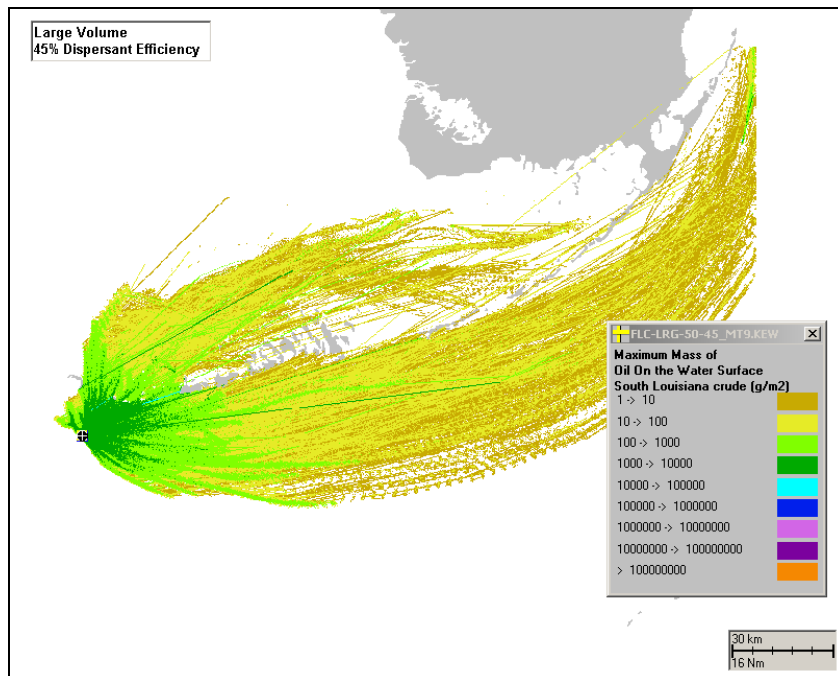 Large Volume
45% Dispersant Efficiency
FLC-LRG-50-45_MT9.KEW
Maximum Mass of
Oil On the Water Surface
South Louisiana crude (g/m2)
1 -> 10
10 -> 100
100 -> 1000
1000 -> 10000
10000 -> 100000
100000 -> 1000000
1000000 -> 10000000
10000000 -> 100000000
> 100000000
30 km
16 Nm